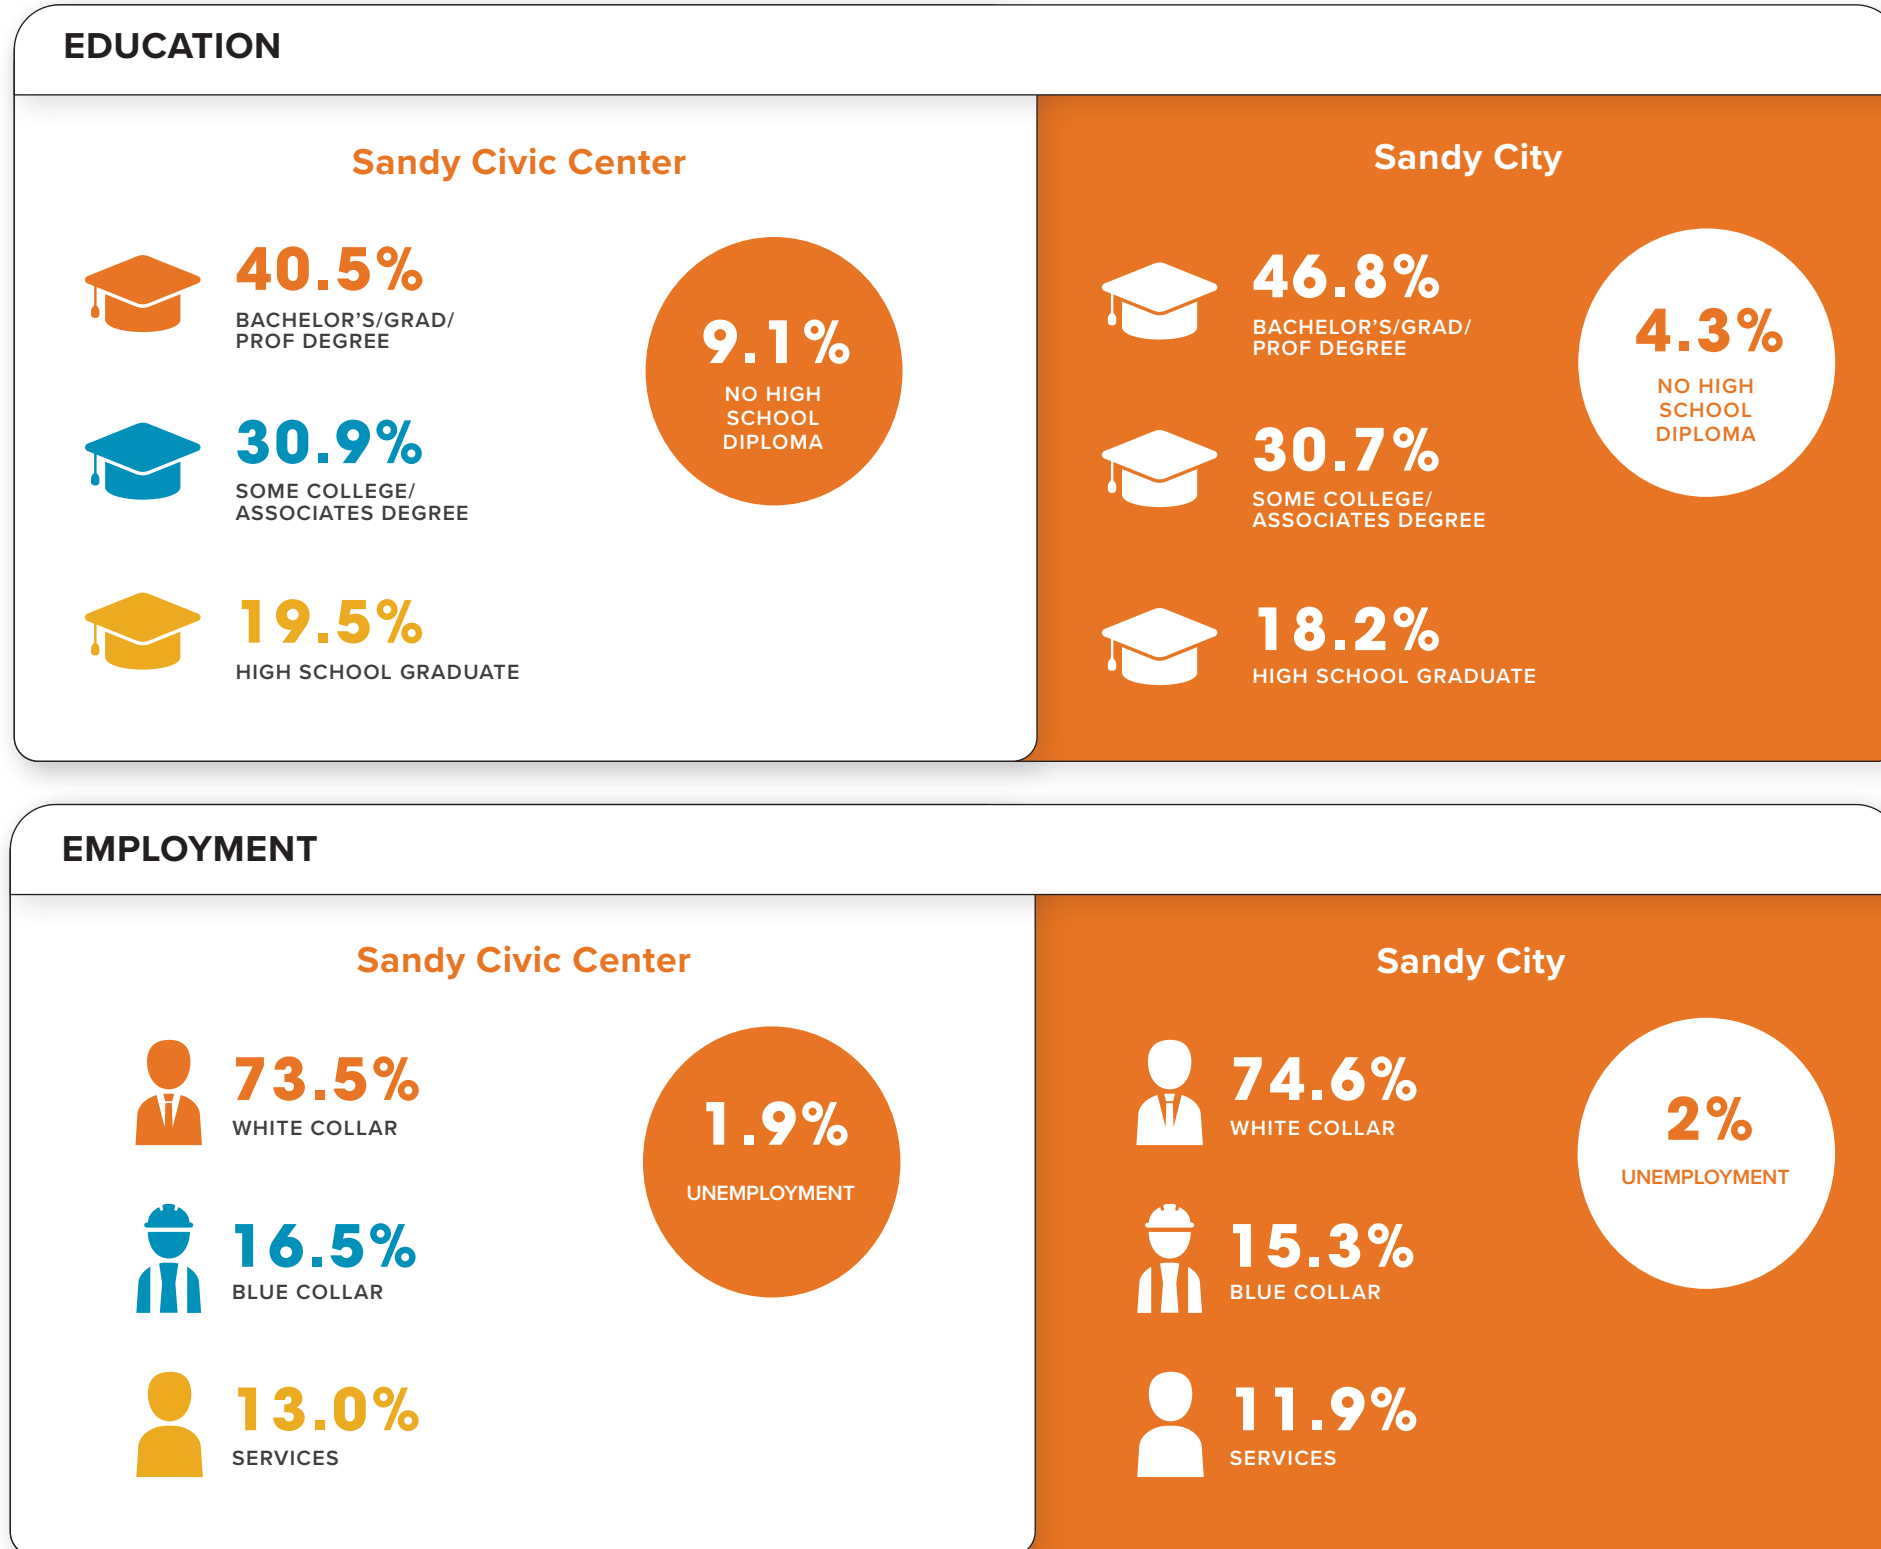 EDUCATION
Sandy Civic Center
40.5%
BACHELOR'S/GRAD/
PROF DEGREE
30.9%
SOME COLLEGE/
ASSOCIATES DEGREE
19.5%
HIGH SCHOOL GRADUATE
9.1%
NO HIGH
SCHOOL
DIPLOMA
Sandy City
46.8%
BACHELOR'S/GRAD/
PROF DEGREE
30.7%
SOME COLLEGE/
ASSOCIATES DEGREE
18.2%
HIGH SCHOOL GRADUATE
4.3%
NO HIGH
SCHOOL
DIPLOMA
EMPLOYMENT
Sandy Civic Center
73.5%
WHITE COLLAR
16.5%
BLUE COLLAR
13.0%
SERVICES
1.9%
UNEMPLOYMENT
Sandy City
74.6%
WHITE COLLAR
15.3%
BLUE COLLAR
11.9%
SERVICES
2%
UNEMPLOYMENT